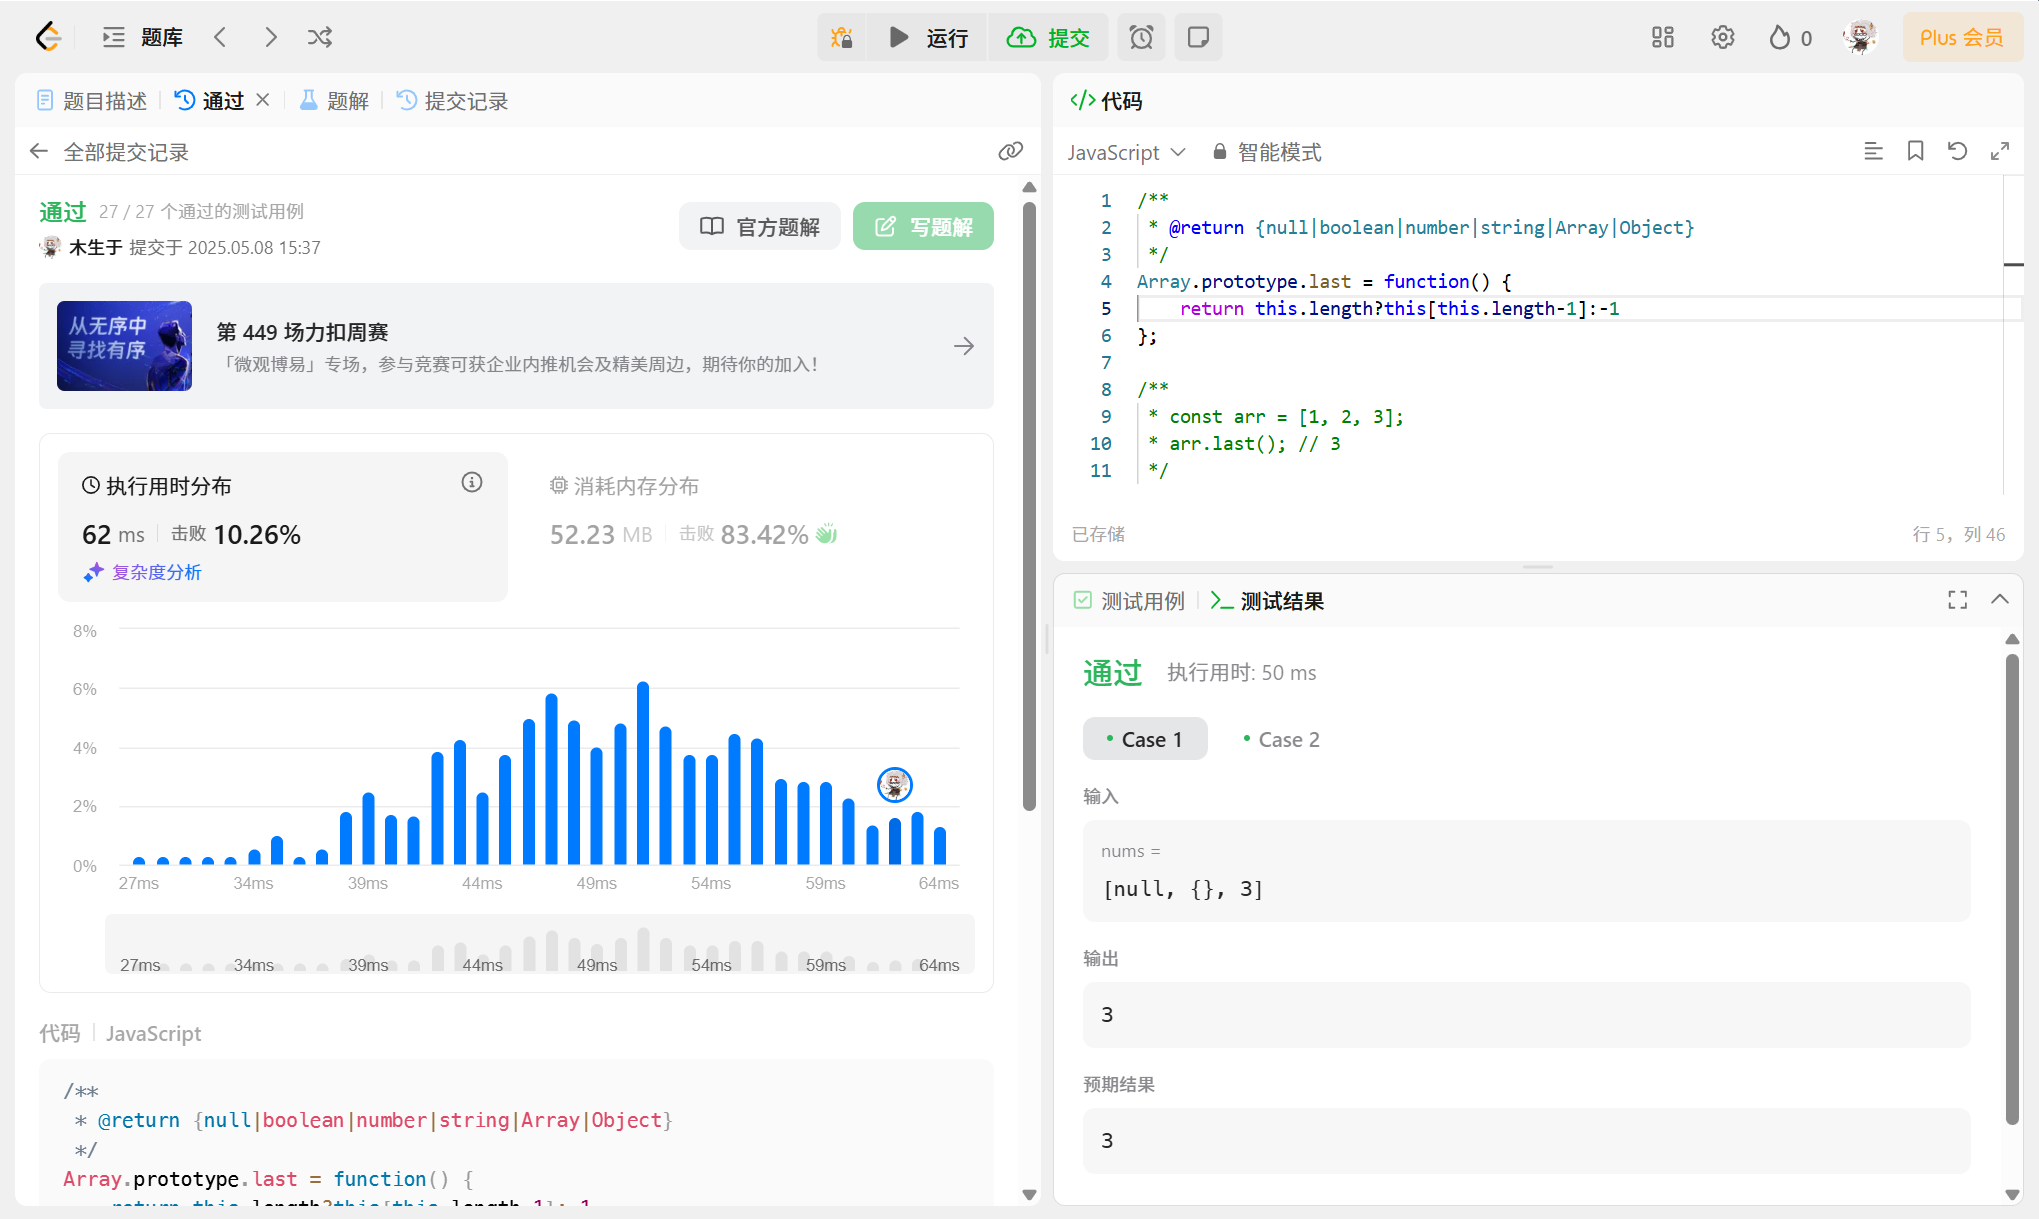 题库
运行
提交
0
Plus 会员
题目描述
通过
题解
提交记录
全部提交记录
通过 27 / 27 个通过的测试用例
木生于 提交于 2025.05.08 15:37
官方题解
写题解
从无序中
寻找有序
第 449 场力扣周赛
「微观博易」专场，参与竞赛可获企业内推机会及精美周边，期待你的加入！
执行用时分布
62 ms 击败 10.26%
复杂度分析
消耗内存分布
52.23 MB 击败 83.42%
8%
6%
4%
2%
0%
27ms 34ms 39ms 44ms 49ms 54ms 59ms 64ms
27ms 34ms 39ms 44ms 49ms 54ms 59ms 64ms
代码 JavaScript
/**
 * @return {null|boolean|number|string|Array|Object}
 */
Array.prototype.last = function() {
    return this.length?this[this.length-1]:-1
</> 代码
JavaScript 智能模式
1 /**
2  * @return {null|boolean|number|string|Array|Object}
3  */
4 Array.prototype.last = function() {
5     return this.length?this[this.length-1]:-1
6 };
7
8 /**
9  * const arr = [1, 2, 3];
10  * arr.last(); // 3
11  */
已存储
行 5，列 46
测试用例
测试结果
通过 执行用时: 50 ms
Case 1
Case 2
输入
nums =
[null, {}, 3]
输出
3
预期结果
3